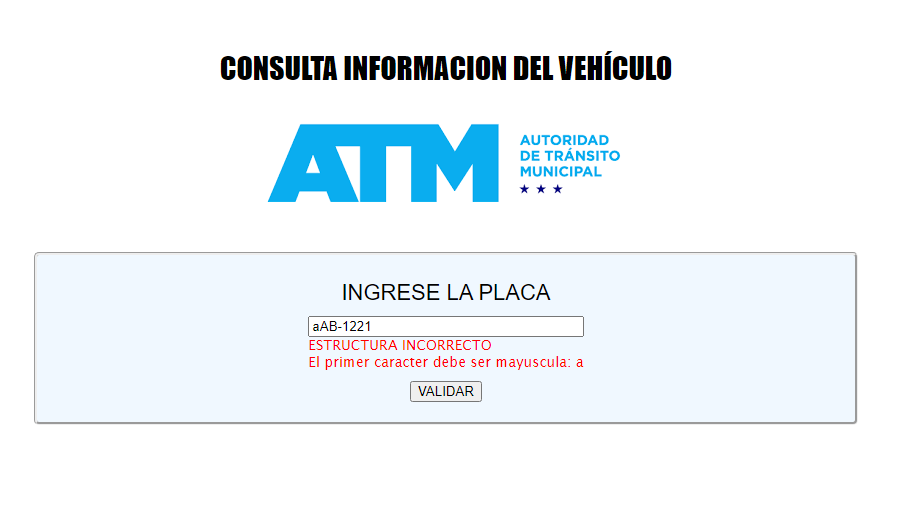 CONSULTA INFORMACION DEL VEHÍCULO
ATM
AUTORIDAD
DE TRÁNSITO
MUNICIPAL
INGRESE LA PLACA
aAB-1221
ESTRUCTURA INCORRECTO
El primer caracter debe ser mayuscula: a
VALIDAR